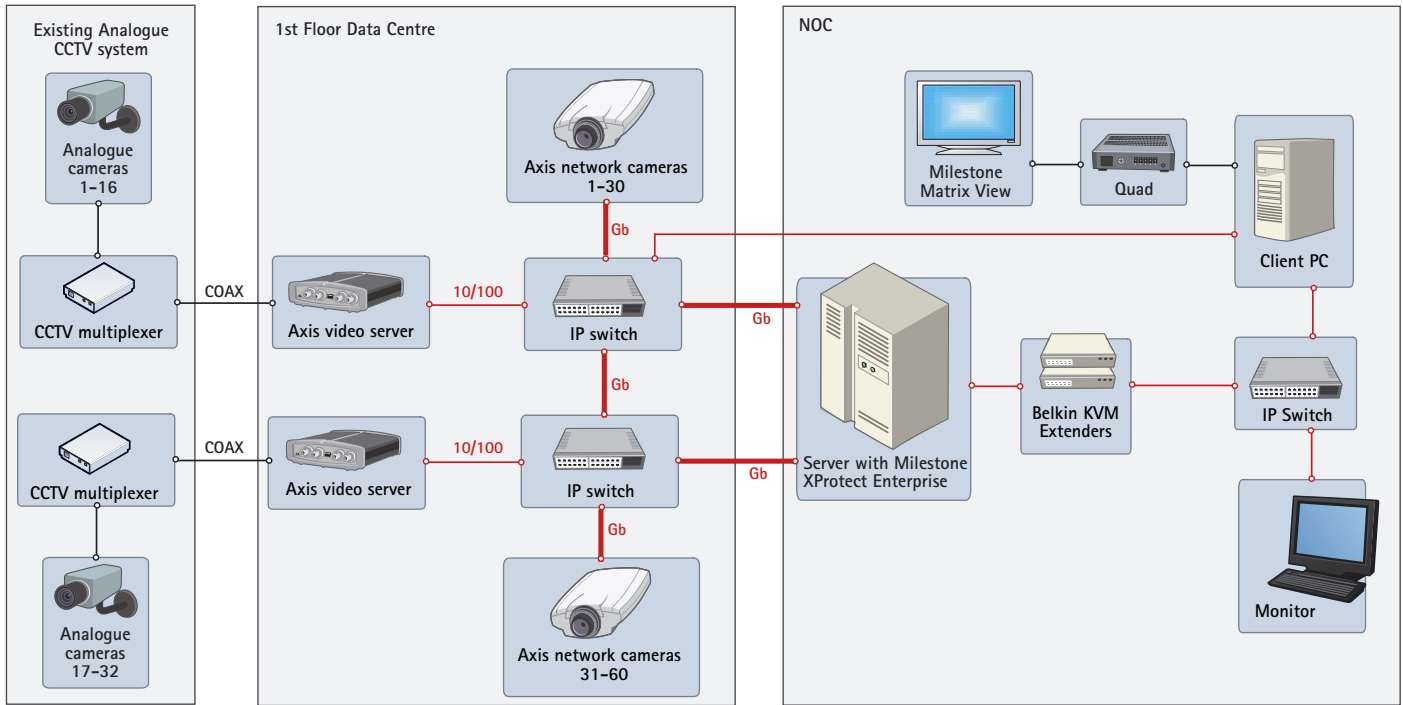 Existing Analogue
CCTV system
Analogue
cameras
1-16
CCTV multiplexer
CCTV multiplexer
Analogue
cameras
17-32
COAX
COAX
1st Floor Data Centre
Axis network cameras
1-30
Gb
Axis video server
10/100
IP switch
Gb
Gb
Axis video server
10/100
IP switch
Gb
Gb
Axis network cameras
31-60
NOC
Milestone
Matrix View
Quad
Client PC
Server with Milestone
XProtect Enterprise
Belkin KVM
Extenders
IP Switch
Monitor